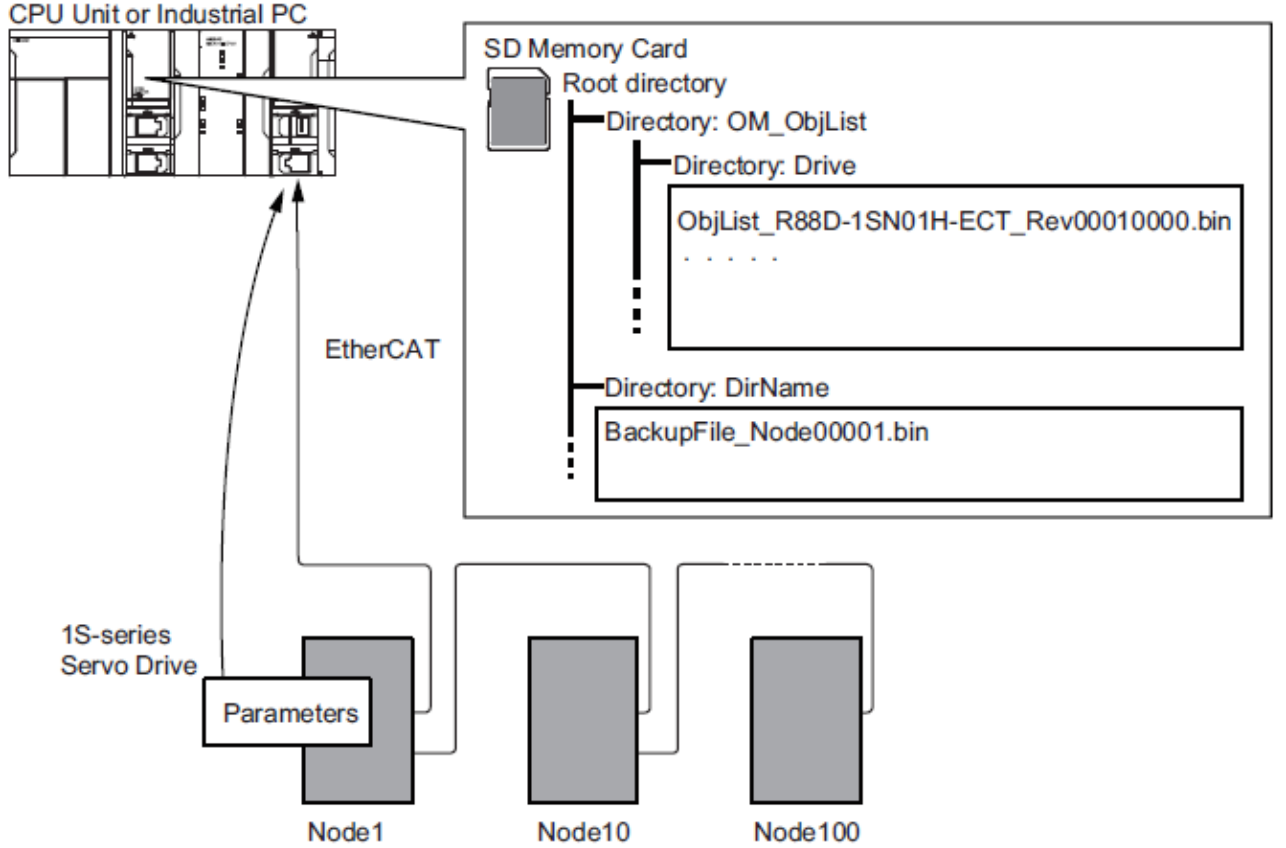 CPU Unit or Industrial PC
SD Memory Card
Root directory
Directory: OM_ObjList
Directory: Drive
ObjList_R88D-1SN01H-ECT_Rev00010000.bin
. . . . .
EtherCAT
Directory: DirName
BackupFile_Node00001.bin
1S-series
Servo Drive
Parameters
Node1
Node10
Node100